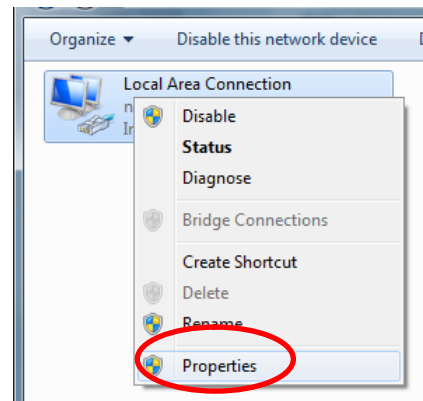 Organize Disable this network device
Local Area Connection
Disable
Status
Diagnose
Bridge Connections
Create Shortcut
Delete
Rename
Properties